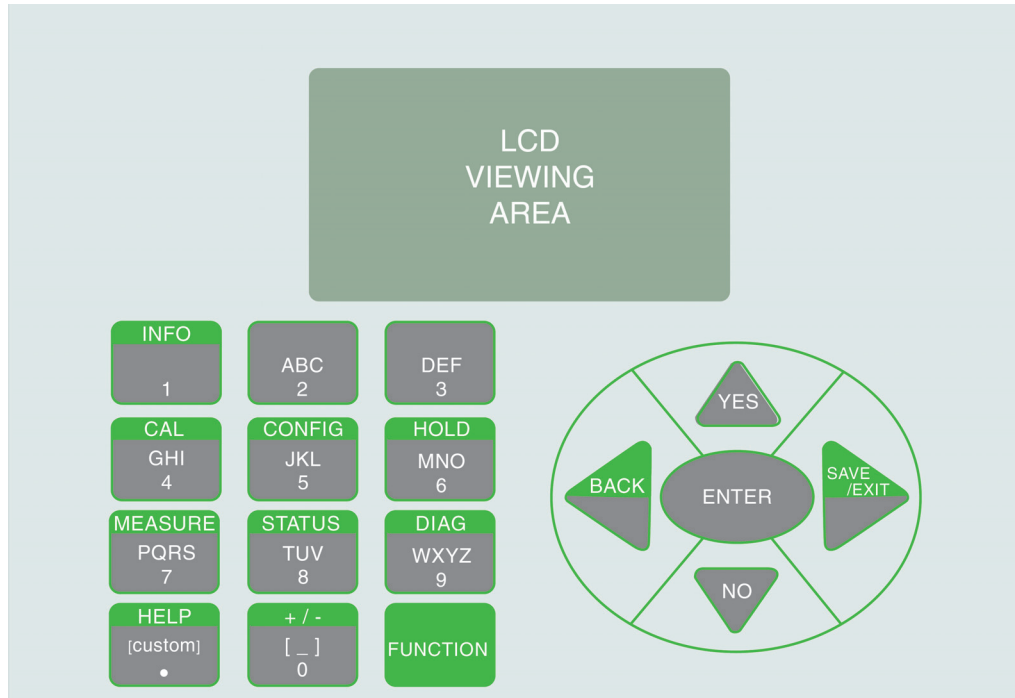 LCD
VIEWING
AREA
INFO
1
ABC
2
DEF
3
CAL
GHI
4
CONFIG
JKL
5
HOLD
MNO
6
MEASURE
PQRS
7
STATUS
TUV
8
DIAG
WXYZ
9
HELP
[custom]
•
+ / -
[ _ ]
0
FUNCTION
YES
BACK
ENTER
SAVE
/EXIT
NO